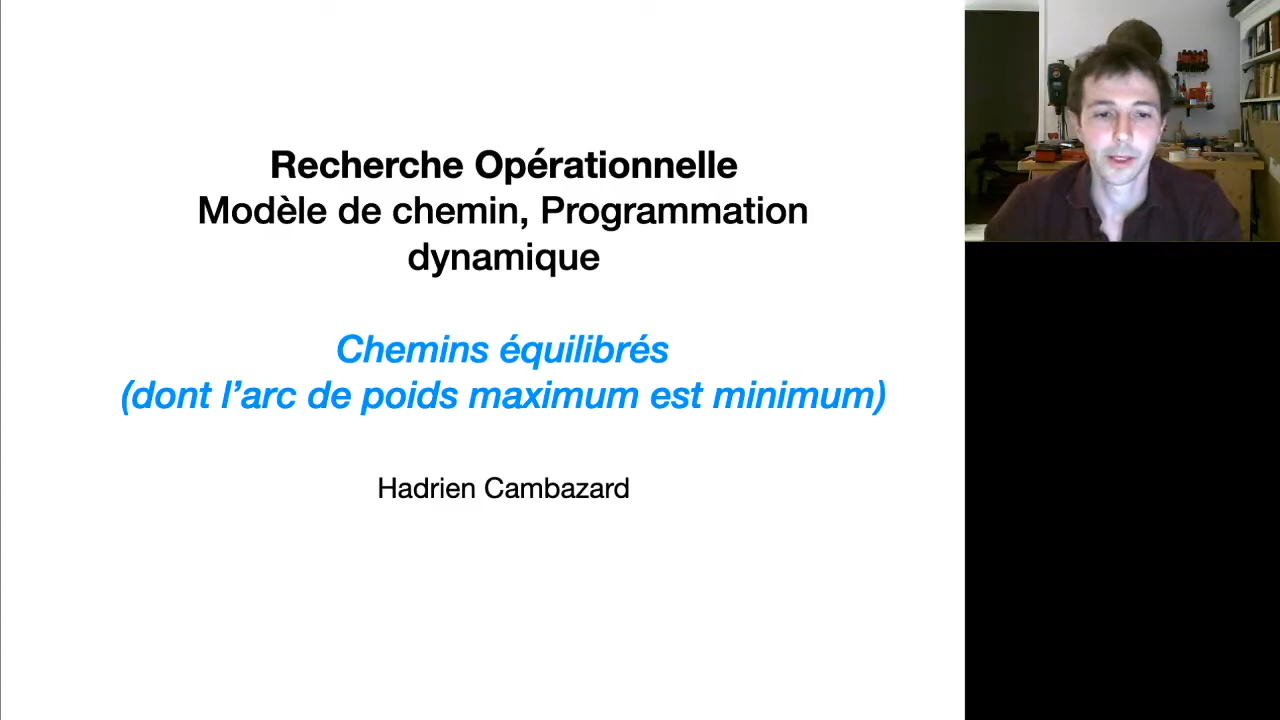 Recherche Opérationnelle
Modèle de chemin, Programmation
dynamique
Chemins équilibrés
(dont l'arc de poids maximum est minimum)
Hadrien Cambazard